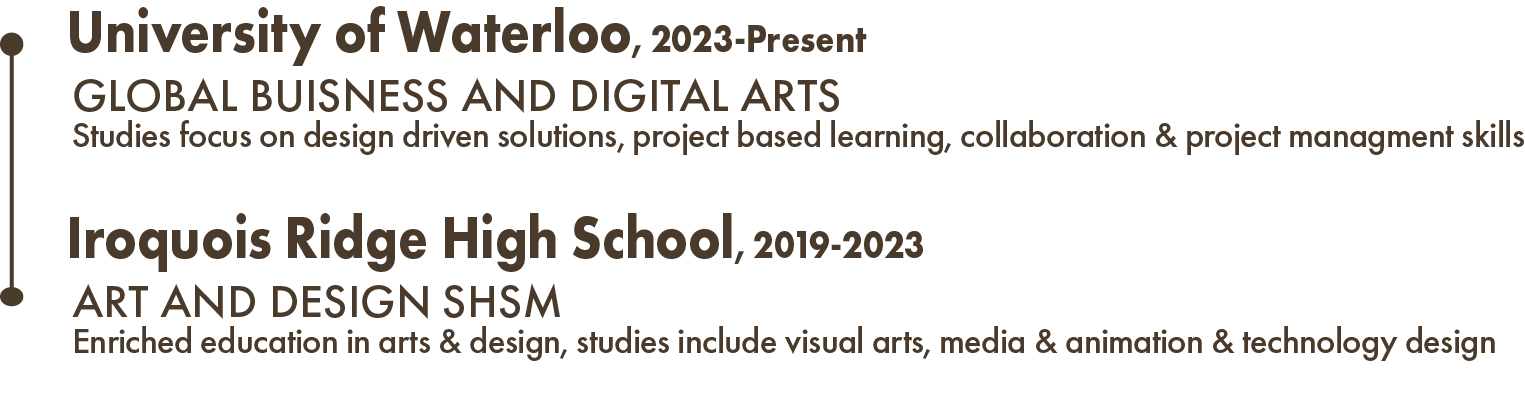 University of Waterloo, 2023-Present
GLOBAL BUISNESS AND DIGITAL ARTS
Studies focus on design driven solutions, project based learning, collaboration & project managment skills
Iroquois Ridge High School, 2019-2023
ART AND DESIGN SHSM
Enriched education in arts & design, studies include visual arts, media & animation & technology design